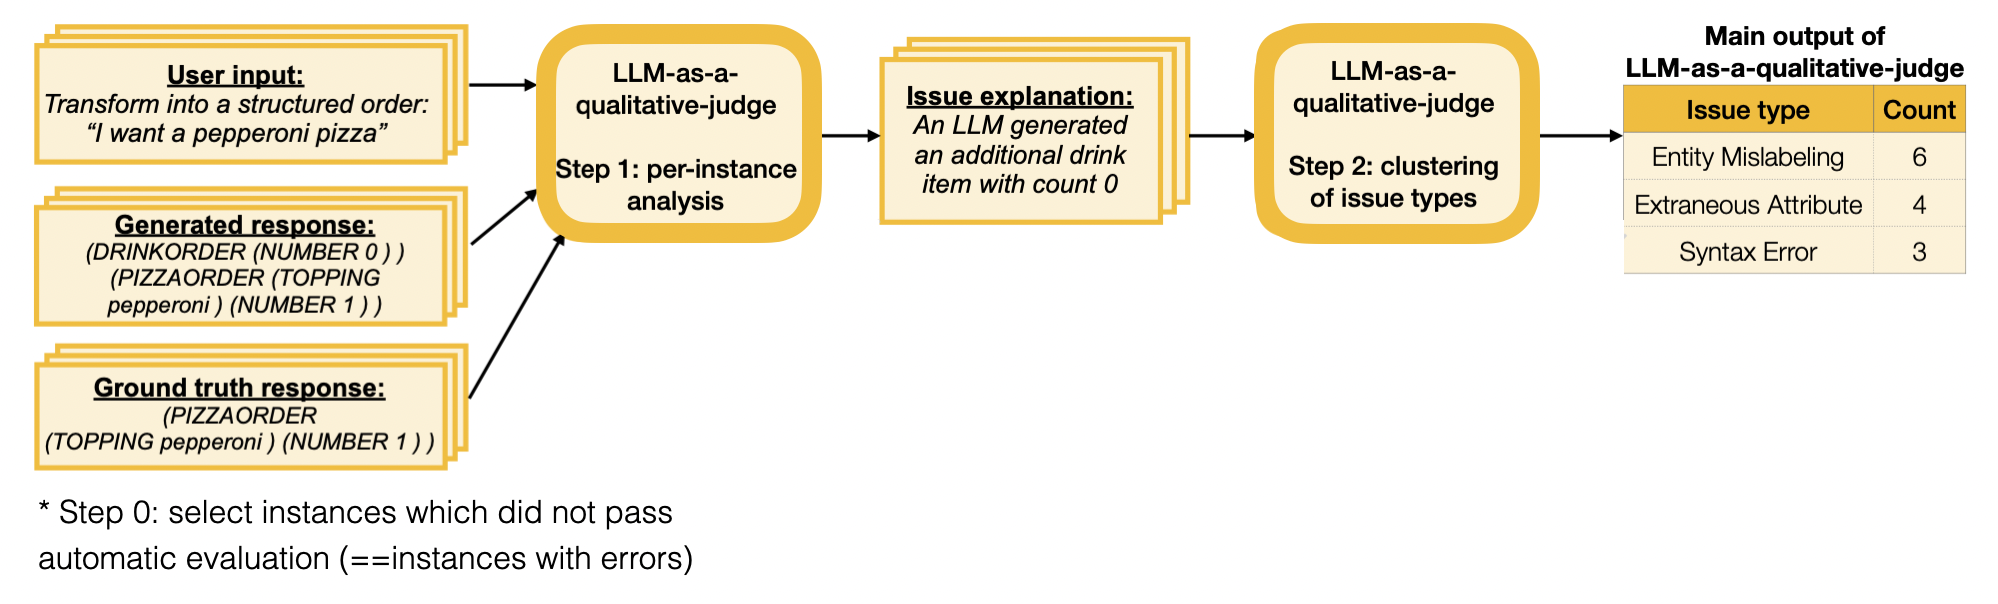 User input:
Transform into a structured order:
“I want a pepperoni pizza”
Generated response:
(DRINKORDER (NUMBER 0 ) )
(PIZZAORDER (TOPPING
pepperoni ) (NUMBER 1 ) )
Ground truth response:
(PIZZAORDER
(TOPPING pepperoni ) (NUMBER 1 ) )
* Step 0: select instances which did not pass
automatic evaluation (==instances with errors)
LLM-as-a-
qualitative-judge
Step 1: per-instance
analysis
Issue explanation:
An LLM generated
an additional drink
item with count 0
LLM-as-a-
qualitative-judge
Step 2: clustering
of issue types
Main output of
LLM-as-a-qualitative-judge
Issue type Count
Entity Mislabeling 6
Extraneous Attribute 4
Syntax Error 3